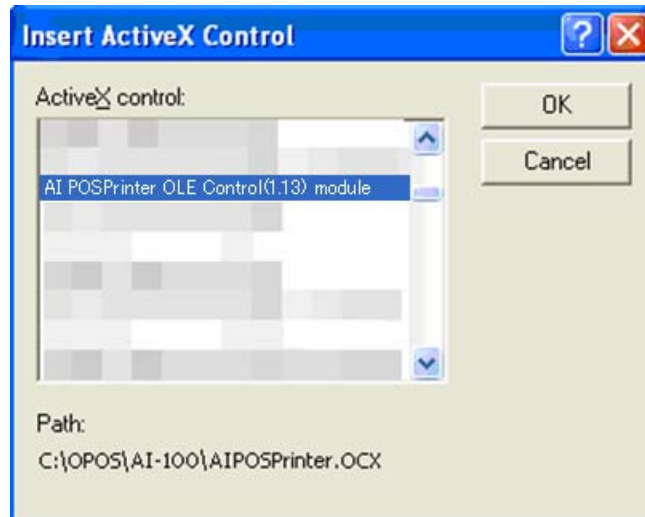 Insert ActiveX Control
ActiveX control:
OK
Cancel
AI POSPrinter OLE Control(1.13) module
Path:
C:\OPOS\AI-100\AIPOSPrinter.OCX